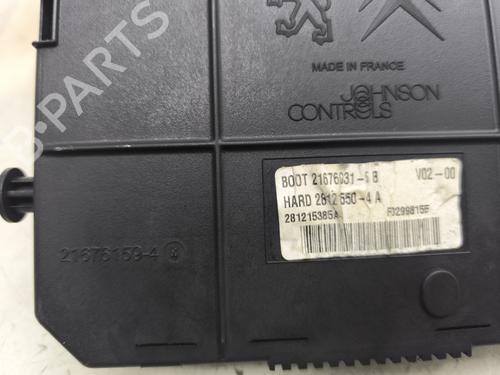 B-PARTS
MADE IN FRANCE
JOHNSON
CONTROLS
BOOT 21676031-6 B V02-00
HARD 2812 550-4 A
281215385A
21676159-4